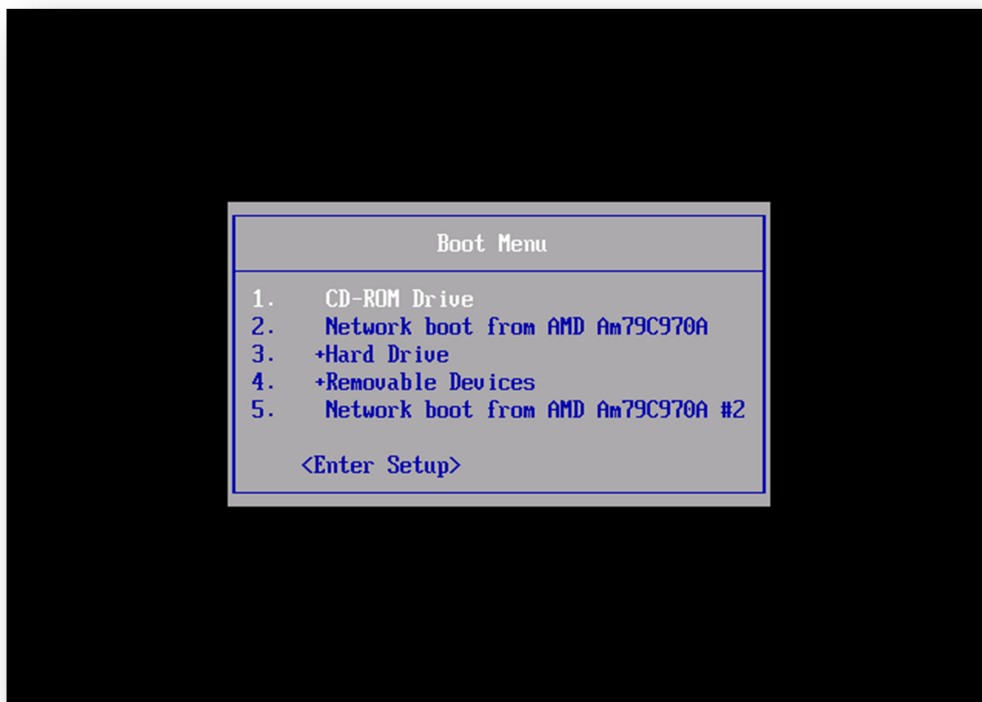 Boot Menu
1. CD-ROM Drive
2. Network boot from AMD Am79C970A
3. +Hard Drive
4. +Removable Devices
5. Network boot from AMD Am79C970A #2
<Enter Setup>